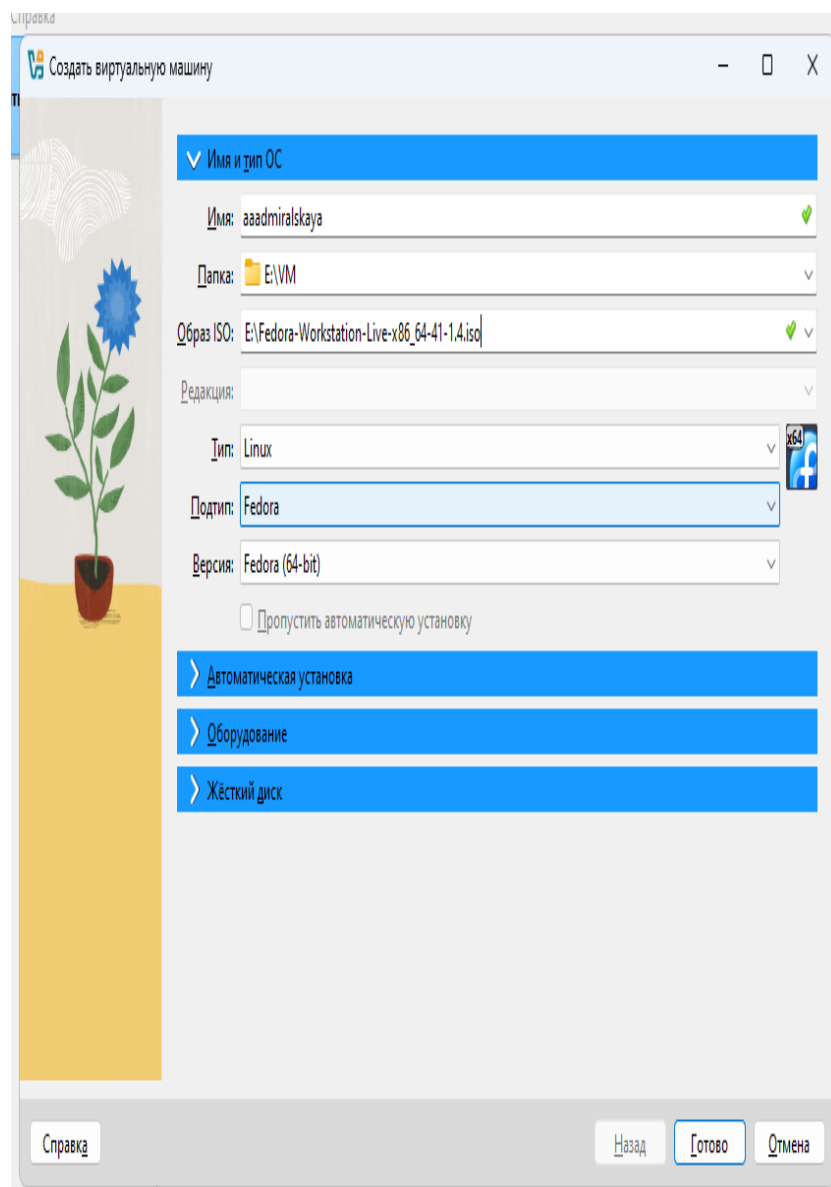 Справка
Создать виртуальную машину
Имя и тип ОС
Имя: aaadmiralskaya
Папка: E:\VM
Образ ISO: E:\Fedora-Workstation-Live-x86_64-41-1.4.iso
Редакция:
Тип: Linux
x64
Подтип: Fedora
Версия: Fedora (64-bit)
Пропустить автоматическую установку
Автоматическая установка
Оборудование
Жёсткий диск
Справка
Назад
Готово
Отмена